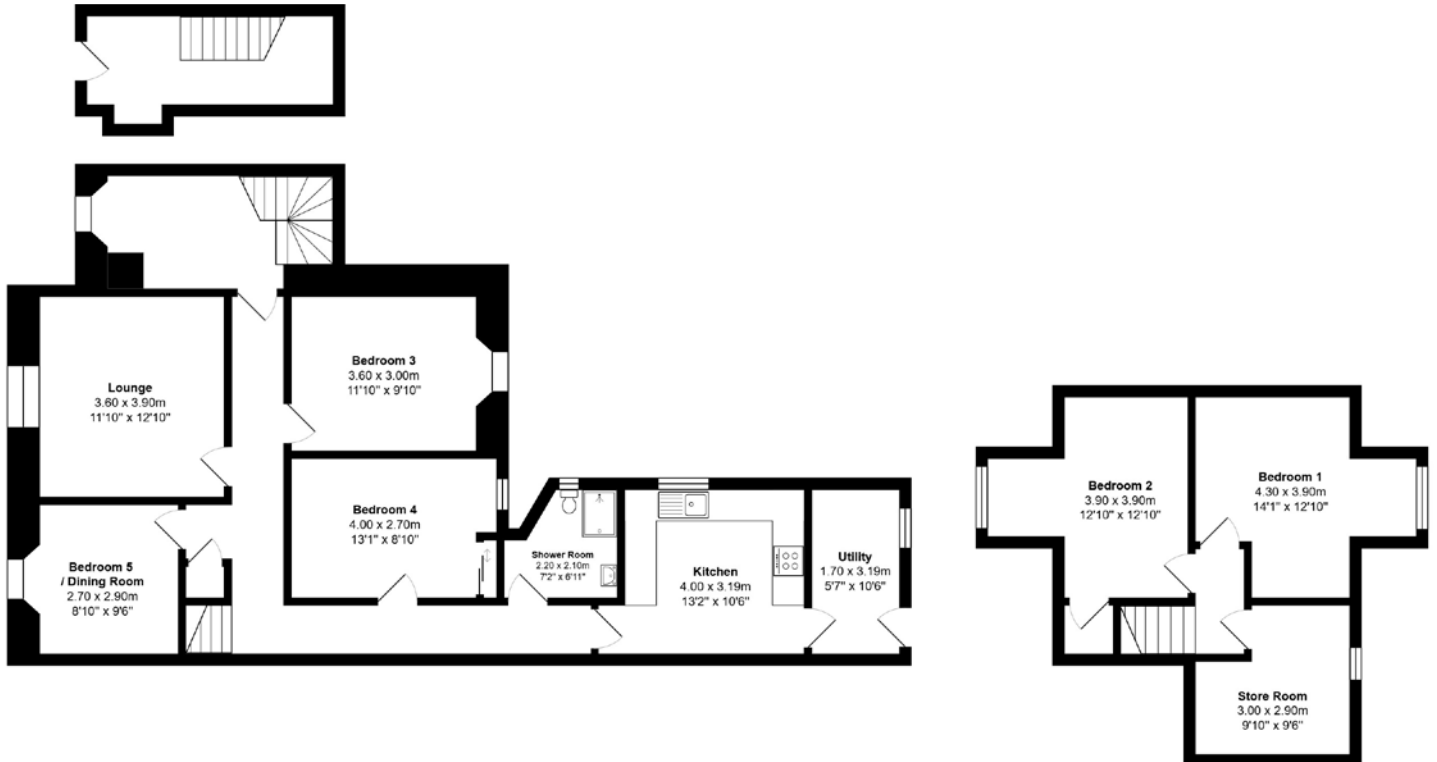 Bedroom 3
3.60 x 3.00m
11'10" x 9'10"
Lounge
3.60 x 3.90m
11'10" x 12'10"
Bedroom 4
4.00 x 2.70m
13'1" x 8'10"
Bedroom 5
/ Dining Room
2.70 x 2.90m
8'10" x 9'6"
Shower Room
2.20 x 2.10m
7'2" x 6'11"
Kitchen
4.00 x 3.19m
13'2" x 10'6"
Utility
1.70 x 3.19m
5'7" x 10'6"
Bedroom 2
3.90 x 3.90m
12'10" x 12'10"
Bedroom 1
4.30 x 3.90m
14'1" x 12'10"
Store Room
3.00 x 2.90m
9'10" x 9'6"